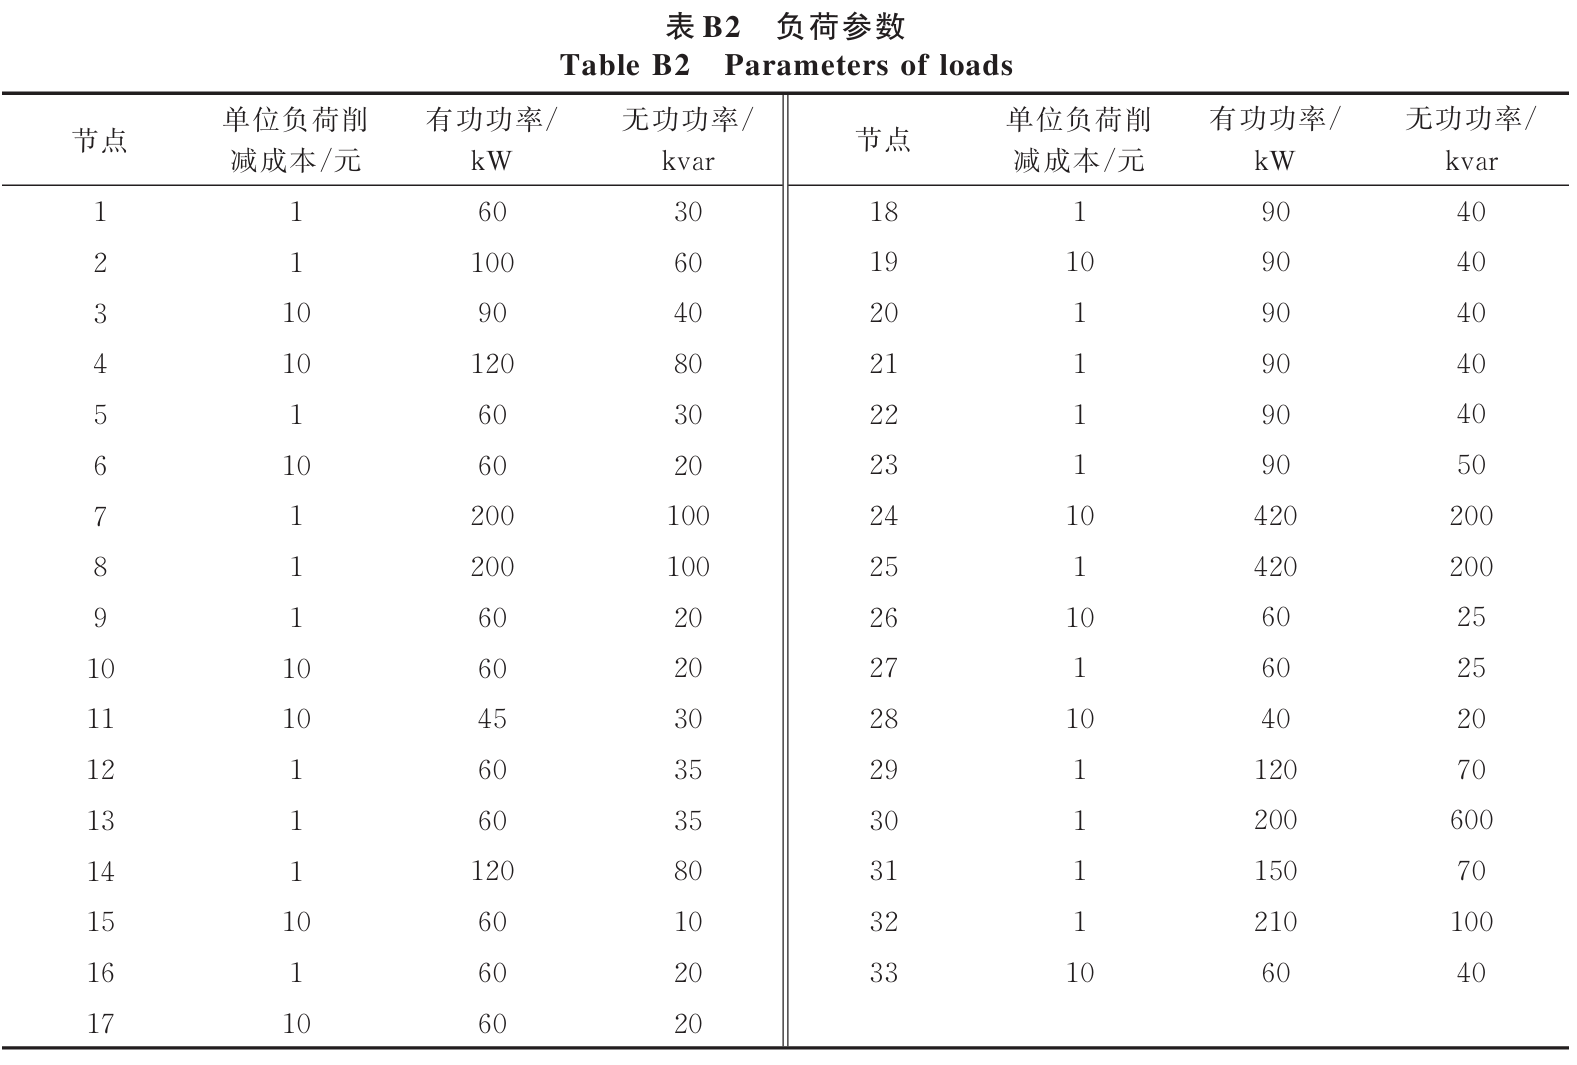 表B2 负荷参数
Table B2 Parameters of loads
节点 单位负荷削减成本/元 有功功率/kW 无功功率/kvar 节点 单位负荷削减成本/元 有功功率/kW 无功功率/kvar
1 1 60 30 18 1 90 40
2 1 100 60 19 10 90 40
3 10 90 40 20 1 90 40
4 10 120 80 21 1 90 40
5 1 60 30 22 1 90 40
6 10 60 20 23 1 90 50
7 1 200 100 24 10 420 200
8 1 200 100 25 1 420 200
9 1 60 20 26 10 60 25
10 10 60 20 27 1 60 25
11 10 45 30 28 10 40 20
12 1 60 35 29 1 120 70
13 1 60 35 30 1 200 600
14 1 120 80 31 1 150 70
15 10 60 10 32 1 210 100
16 1 60 20 33 10 60 40
17 10 60 20